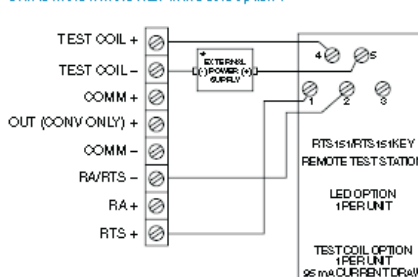 TEST COIL +
TEST COIL –
COMM +
OUT (CONV ONLY) +
COMM –
RA/RTS –
RA +
RTS +
*
EXTERNAL
(-) POWER (+)
SUPPLY
4
5
1
2
3
RTS151/RTS151KEY
REMOTE TEST STATION
LED OPTION
1 PER UNIT
TEST COIL OPTION
1 PER UNIT
95 mA CURRENT DRAW